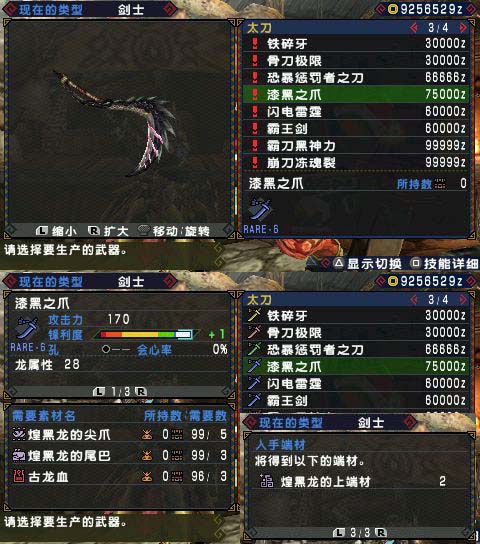 现在的类型 剑士
9256529z
太刀 3/4
铁碎牙 30000z
骨刀极限 30000z
恐暴惩罚者之刀 66666z
漆黑之爪 75000z
闪电雷霆 60000z
霸王剑 60000z
霸刀黑神力 99999z
崩刀冻魂裂 99999z
漆黑之爪 所持数 0
RARE-6
L 缩小 R 扩大 移动/旋转
请选择要生产的武器。
△显示切换 □技能详细
现在的类型 剑士
9256529z
漆黑之爪
攻击力 170
锋利度 +1
RARE-6 孔 ●-- 会心率 0%
龙属性 28
L 1/3 R
太刀 3/4
铁碎牙 30000z
骨刀极限 30000z
恐暴惩罚者之刀 66666z
漆黑之爪 75000z
闪电雷霆 60000z
霸王剑 60000z
需要素材名 所持数 需要数
煌黑龙的尖爪 0 99/ 5
煌黑龙的尾巴 0 99/ 3
古龙血 0 96/ 3
请选择要生产的武器。
现在的类型 剑士
入手端材
将得到以下的端材。
煌黑龙的上端材 2
L 3/3 R